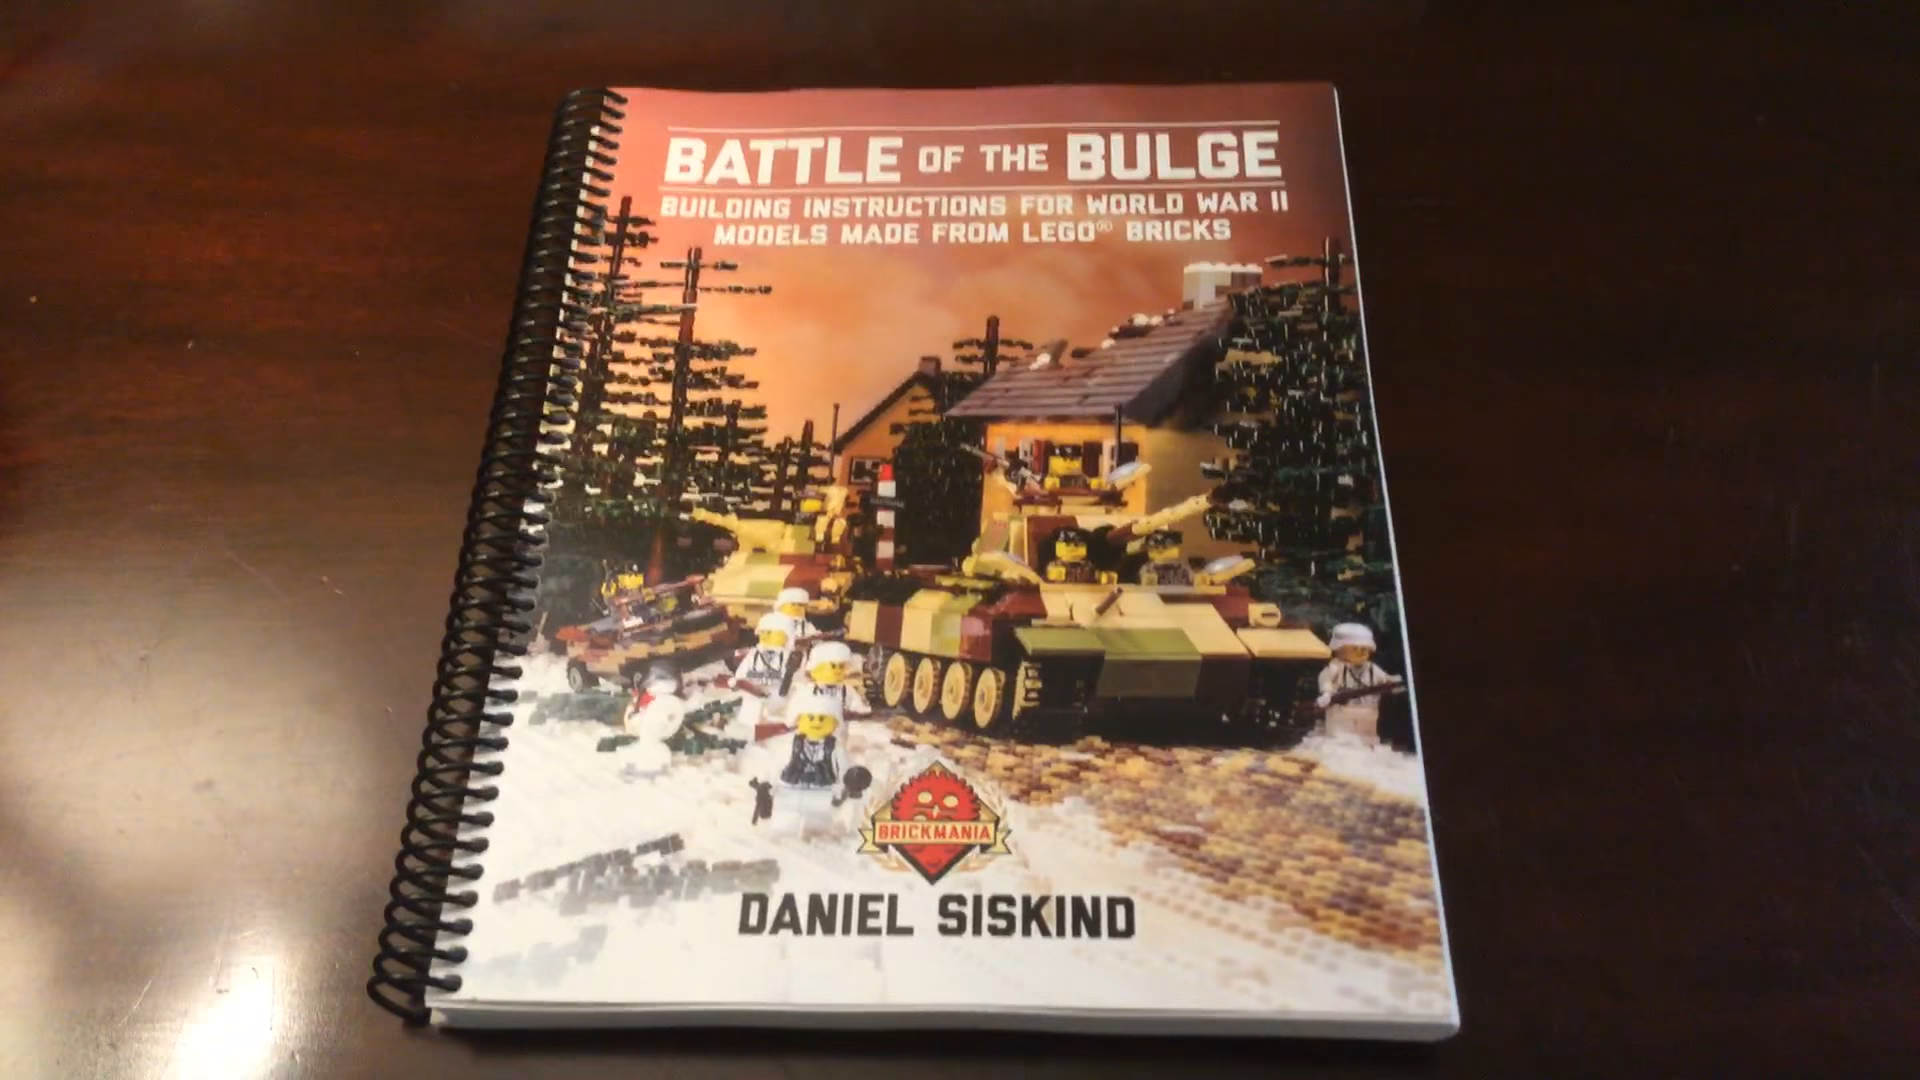 BATTLE OF THE BULGE
BUILDING INSTRUCTIONS FOR WORLD WAR II
MODELS MADE FROM LEGO® BRICKS
BRICKMANIA
DANIEL SISKIND